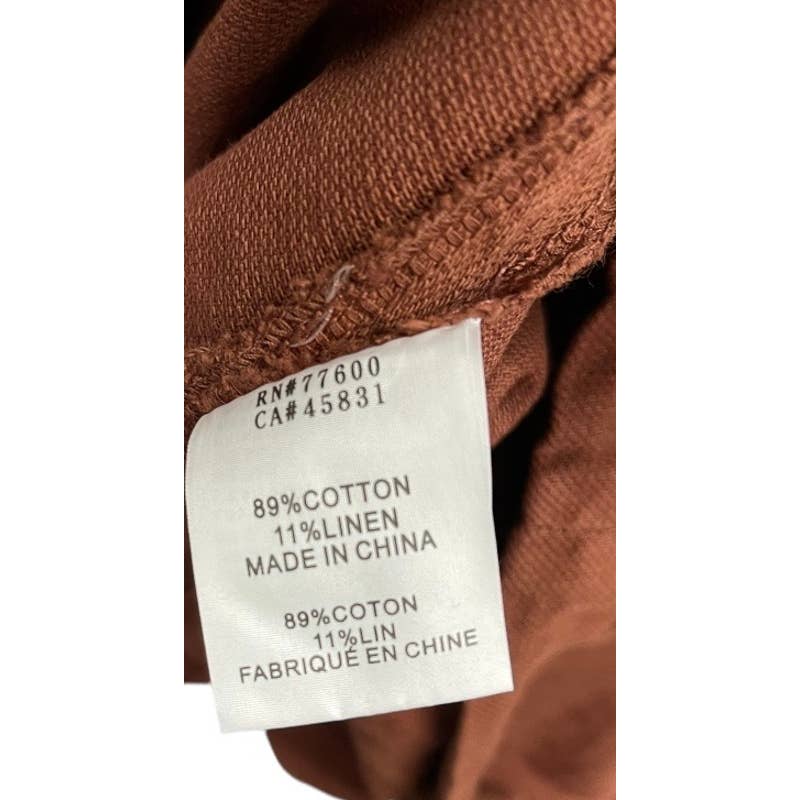 RN#77600
CA#45831
89%COTTON
11%LINEN
MADE IN CHINA
89%COTON
11%LIN
FABRIQUÉ EN CHINE